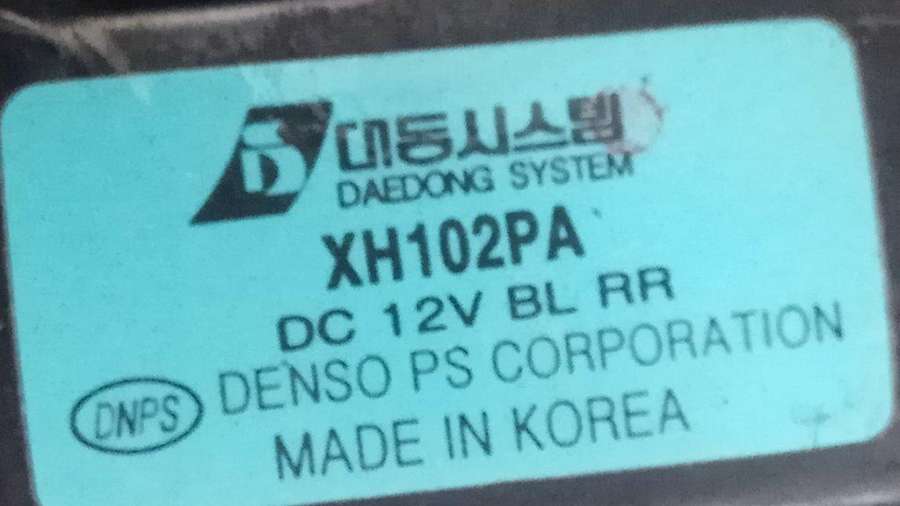 대동시스템
DAEDONG SYSTEM
XH102PA
DC 12V BL RR
DENSO PS CORPORATION
DNPS
MADE IN KOREA